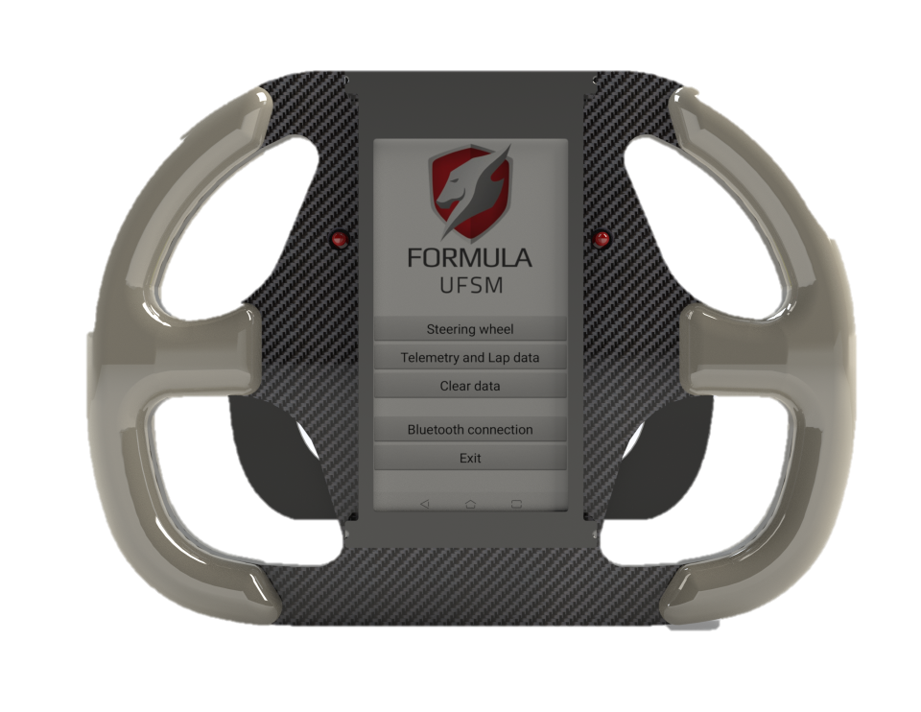 FORMULA
UFSM
Steering wheel
Telemetry and Lap data
Clear data
Bluetooth connection
Exit